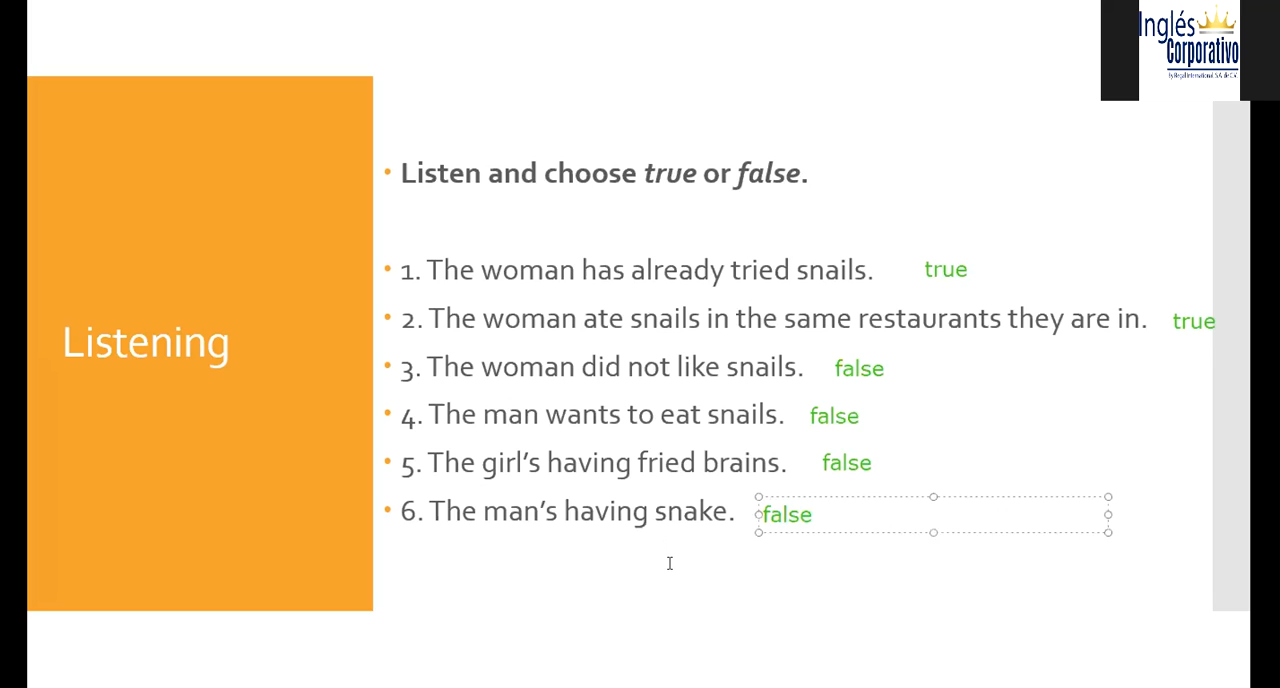 Inglés
Corporativo
Listen and choose true or false.
1. The woman has already tried snails. true
2. The woman ate snails in the same restaurants they are in. true
3. The woman did not like snails. false
4. The man wants to eat snails. false
5. The girl's having fried brains. false
6. The man's having snake. false
Listening